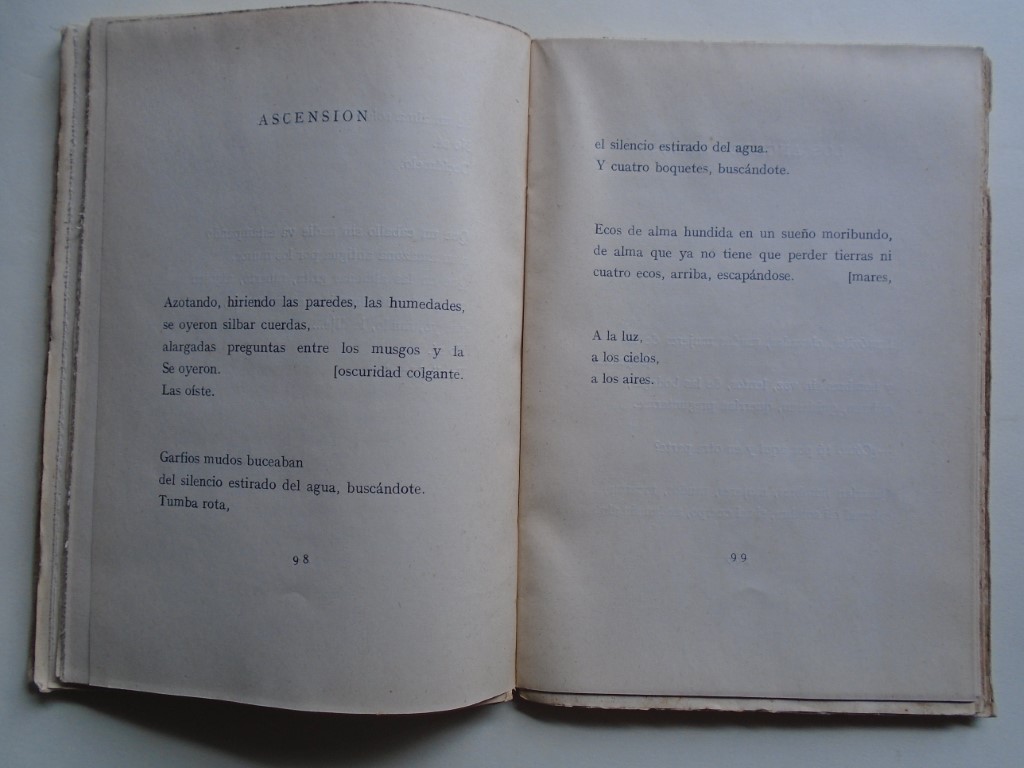 ASCENSION
Azotando, hiriendo las paredes, las humedades,
se oyeron silbar cuerdas,
alargadas preguntas entre los musgos y la
Se oyeron. [oscuridad colgante.
Las oíste.
Garfios mudos buceaban
del silencio estirado del agua, buscándote.
Tumba rota,
98
el silencio estirado del agua.
Y cuatro boquetes, buscándote.
Ecos de alma hundida en un sueño moribundo,
de alma que ya no tiene que perder tierras ni
cuatro ecos, arriba, escapándose. [mares,
A la luz,
a los cielos,
a los aires.
99